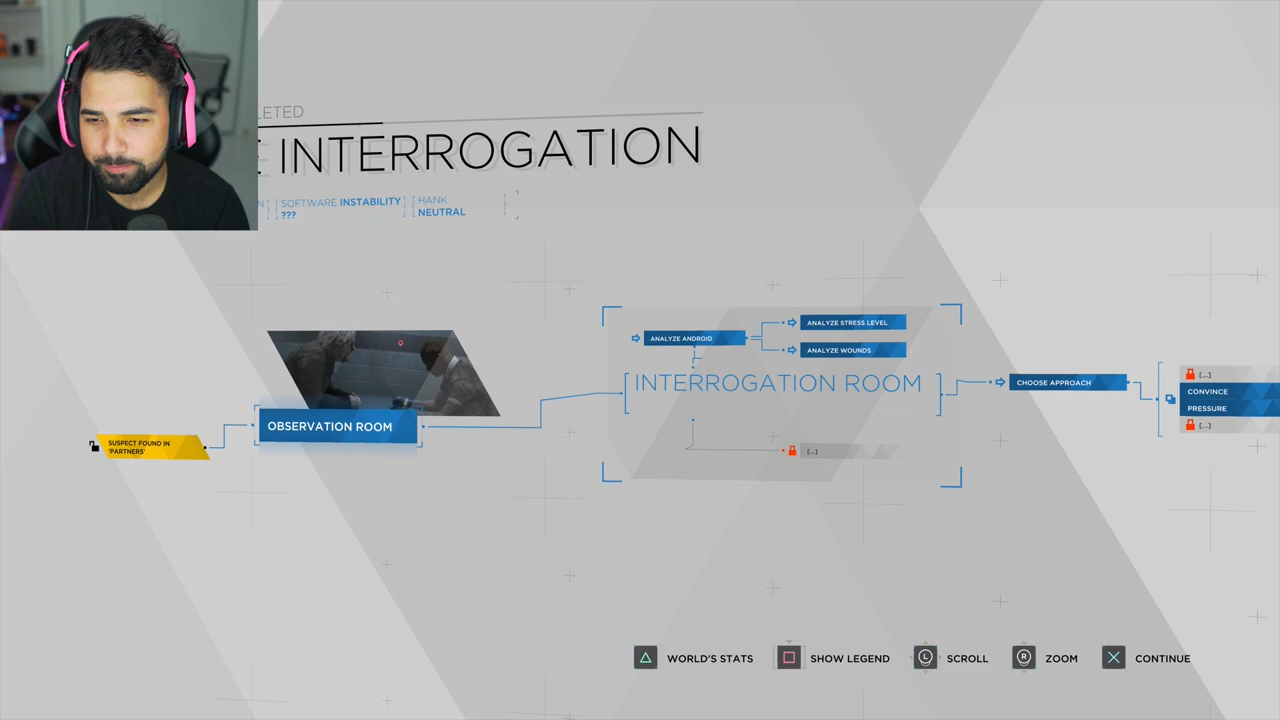 LETED
INTERROGATION
SOFTWARE INSTABILITY
???
HANK
NEUTRAL
SUSPECT FOUND IN
'PARTNERS'
OBSERVATION ROOM
ANALYZE ANDROID
ANALYZE STRESS LEVEL
ANALYZE WOUNDS
INTERROGATION ROOM
[...]
CHOOSE APPROACH
[...]
CONVINCE
PRESSURE
[...]
WORLD'S STATS
SHOW LEGEND
L SCROLL
R ZOOM
CONTINUE